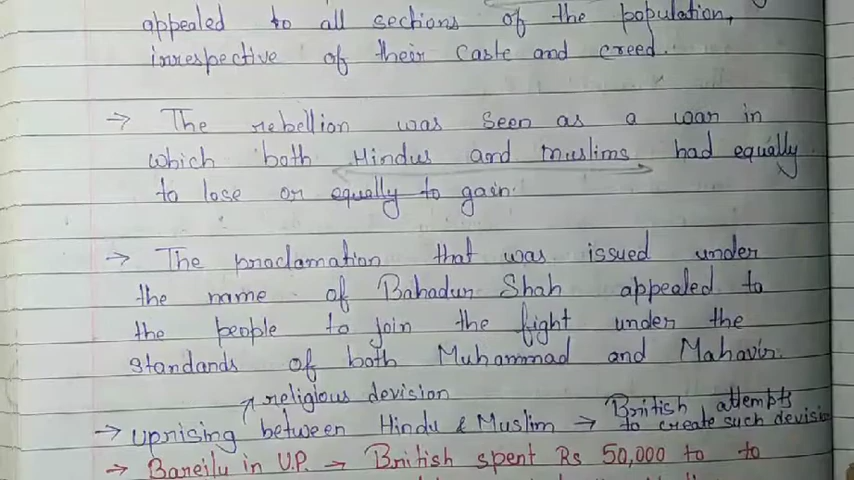 appealed to all sections of the population,
irrespective of their caste and creed.
→ The rebellion was seen as a war in
which both Hindus and muslims had equally
to lose or equally to gain.
→ The proclamation that was issued under
the name of Bahadur Shah appealed to
the people to join the fight under the
standards of both Muhammad and Mahavir.
religious devision
→ uprising between Hindu & Muslim → British attempts
to create such devision
→ Bareilu in U.P. → British spent Rs 50,000 to to